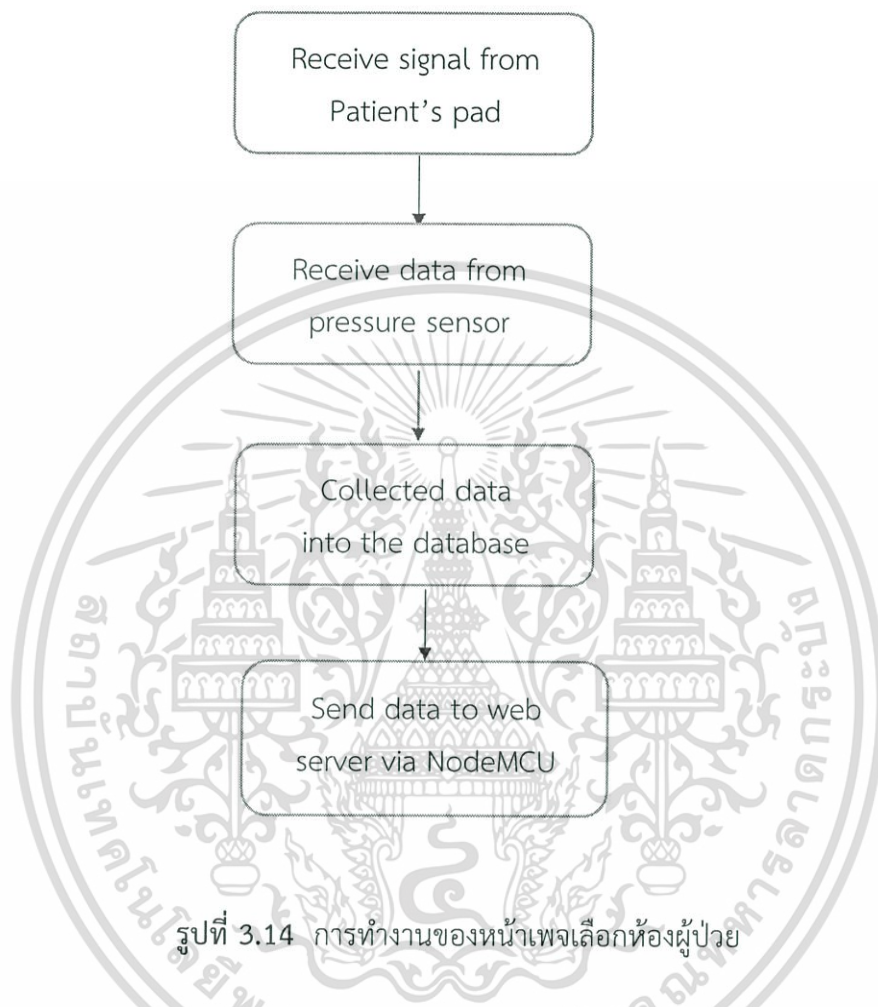 Receive signal from
Patient's pad
Receive data from
pressure sensor
Collected data
into the database
Send data to web
server via NodeMCU
รูปที่ 3.14 การทำงานของหน้าเพจเลือกห้องผู้ป่วย